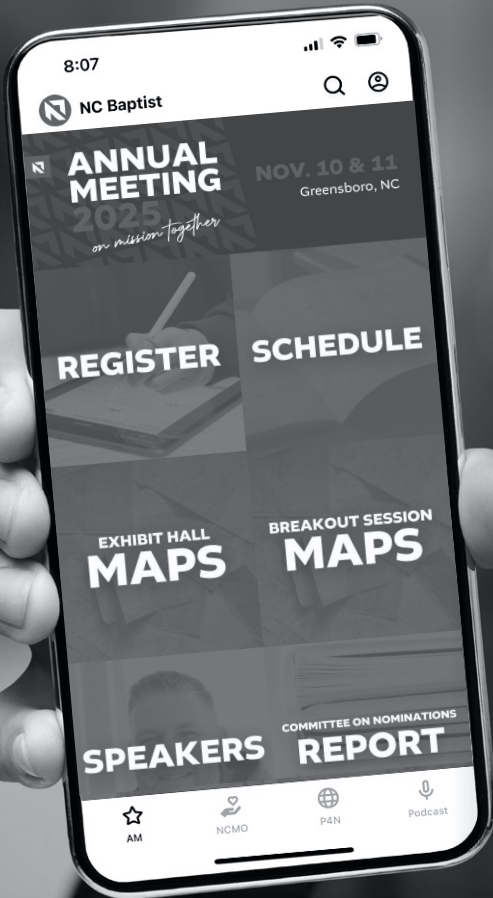 8:07
NC Baptist
ANNUAL
MEETING
2025
on mission together
NOV. 10 & 11
Greensboro, NC
REGISTER
SCHEDULE
EXHIBIT HALL
MAPS
BREAKOUT SESSION
MAPS
SPEAKERS
COMMITTEE ON NOMINATIONS
REPORT
AM
NCMO
P4N
Podcast